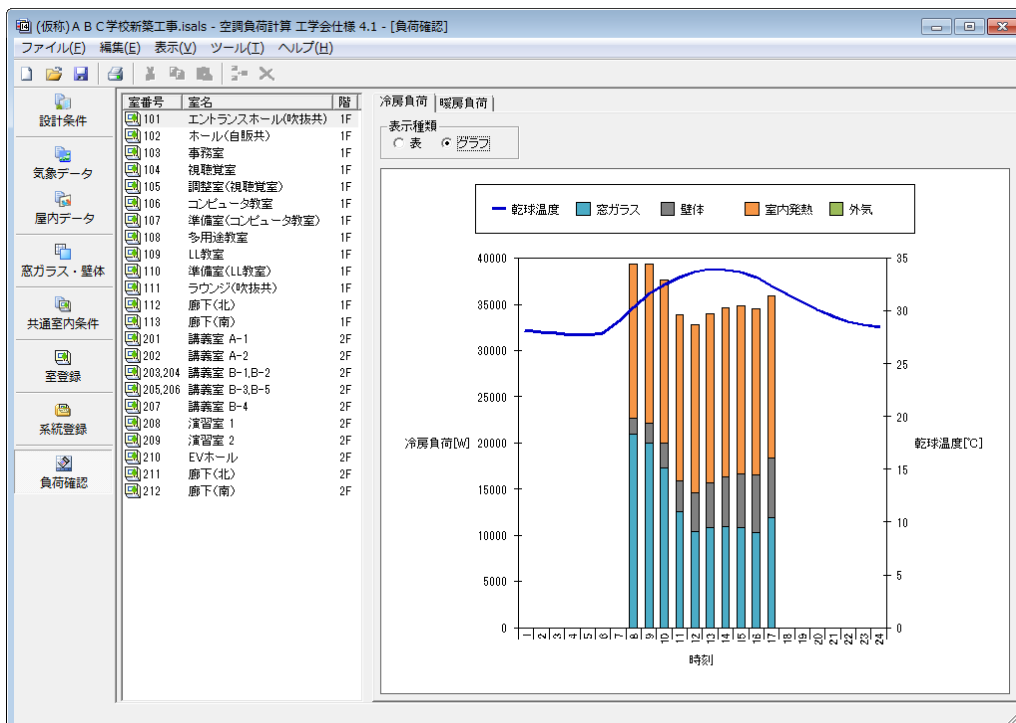 (仮称)ＡＢＣ学校新築工事.isals - 空調負荷計算 工学会仕様 4.1 - [負荷確認]
ファイル(F) 編集(E) 表示(V) ツール(T) ヘルプ(H)
設計条件
気象データ
屋内データ
窓ガラス・壁体
共通室内条件
室登録
系統登録
負荷確認
室番号 室名 階
101 エントランスホール(吹抜共) 1F
102 ホール(自販共) 1F
103 事務室 1F
104 視聴覚室 1F
105 調整室(視聴覚室) 1F
106 コンピュータ教室 1F
107 準備室(コンピュータ教室) 1F
108 多用途教室 1F
109 LL教室 1F
110 準備室(LL教室) 1F
111 ラウンジ(吹抜共) 1F
112 廊下(北) 1F
113 廊下(南) 1F
201 講義室 A-1 2F
202 講義室 A-2 2F
203,204 講義室 B-1,B-2 2F
205,206 講義室 B-3,B-5 2F
207 講義室 B-4 2F
208 演習室 1 2F
209 演習室 2 2F
210 EVホール 2F
211 廊下(北) 2F
212 廊下(南) 2F
冷房負荷 暖房負荷
表示種類
表 グラフ
乾球温度 窓ガラス 壁体 室内発熱 外気
40000 35
35000
30
30000
25
25000
20
冷房負荷[W] 20000 乾球温度[℃]
15
15000
10
10000
5
5000
0 0
1 2 3 4 5 6 7 8 9 10 11 12 13 14 15 16 17 18 19 20 21 22 23 24
時刻